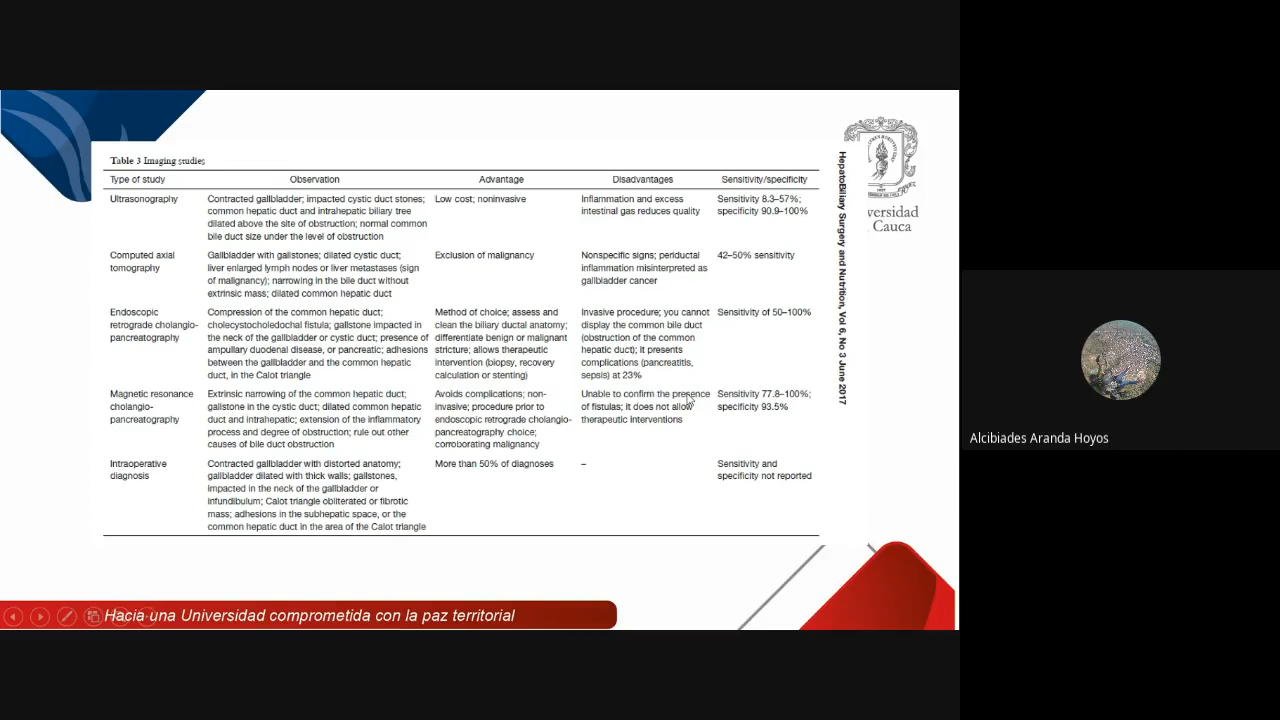 Table 3 Imaging studies
Type of study Observation Advantage Disadvantages Sensitivity/specificity
Ultrasonography
Contracted gallbladder; impacted cystic duct stones;
common hepatic duct and intrahepatic biliary tree
dilated above the site of obstruction; normal common
bile duct size under the level of obstruction
Low cost; noninvasive
Inflammation and excess
intestinal gas reduces quality
Sensitivity 8.3–57%;
specificity 90.9–100%
Computed axial
tomography
Gallbladder with gallstones; dilated cystic duct;
liver enlarged lymph nodes or liver metastases (sign
of malignancy); narrowing in the bile duct without
extrinsic mass; dilated common hepatic duct
Exclusion of malignancy
Nonspecific signs; periductal
inflammation misinterpreted as
gallbladder cancer
42–50% sensitivity
Endoscopic
retrograde cholangio-
pancreatography
Compression of the common hepatic duct;
cholecystocholedochal fistula; gallstone impacted in
the neck of the gallbladder or cystic duct; presence of
ampullary duodenal disease, or pancreatic; adhesions
between the gallbladder and the common hepatic
duct, in the Calot triangle
Method of choice; assess and
clean the biliary ductal anatomy;
differentiate benign or malignant
stricture; allows therapeutic
intervention (biopsy, recovery
calculation or stenting)
Invasive procedure; you cannot
display the common bile duct
(obstruction of the common
hepatic duct); it presents
complications (pancreatitis,
sepsis) at 23%
Sensitivity of 50–100%
Magnetic resonance
cholangio-
pancreatography
Extrinsic narrowing of the common hepatic duct;
gallstone in the cystic duct; dilated common hepatic
duct and intrahepatic; extension of the inflammatory
process and degree of obstruction; rule out other
causes of bile duct obstruction
Avoids complications; non-
invasive; procedure prior to
endoscopic retrograde cholangio-
pancreatography choice;
corroborating malignancy
Unable to confirm the presence
of fistulas; it does not allow
therapeutic interventions
Sensitivity 77.8–100%;
specificity 93.5%
Intraoperative
diagnosis
Contracted gallbladder with distorted anatomy;
gallbladder dilated with thick walls; gallstones,
impacted in the neck of the gallbladder or
infundibulum; Calot triangle obliterated or fibrotic
mass; adhesions in the subhepatic space, or the
common hepatic duct in the area of the Calot triangle
More than 50% of diagnoses
–
Sensitivity and
specificity not reported
HepatoBiliary Surgery and Nutrition, Vol 6, No 3 June 2017
versidad
Cauca
Hacia una Universidad comprometida con la paz territorial
Alcibiades Aranda Hoyos